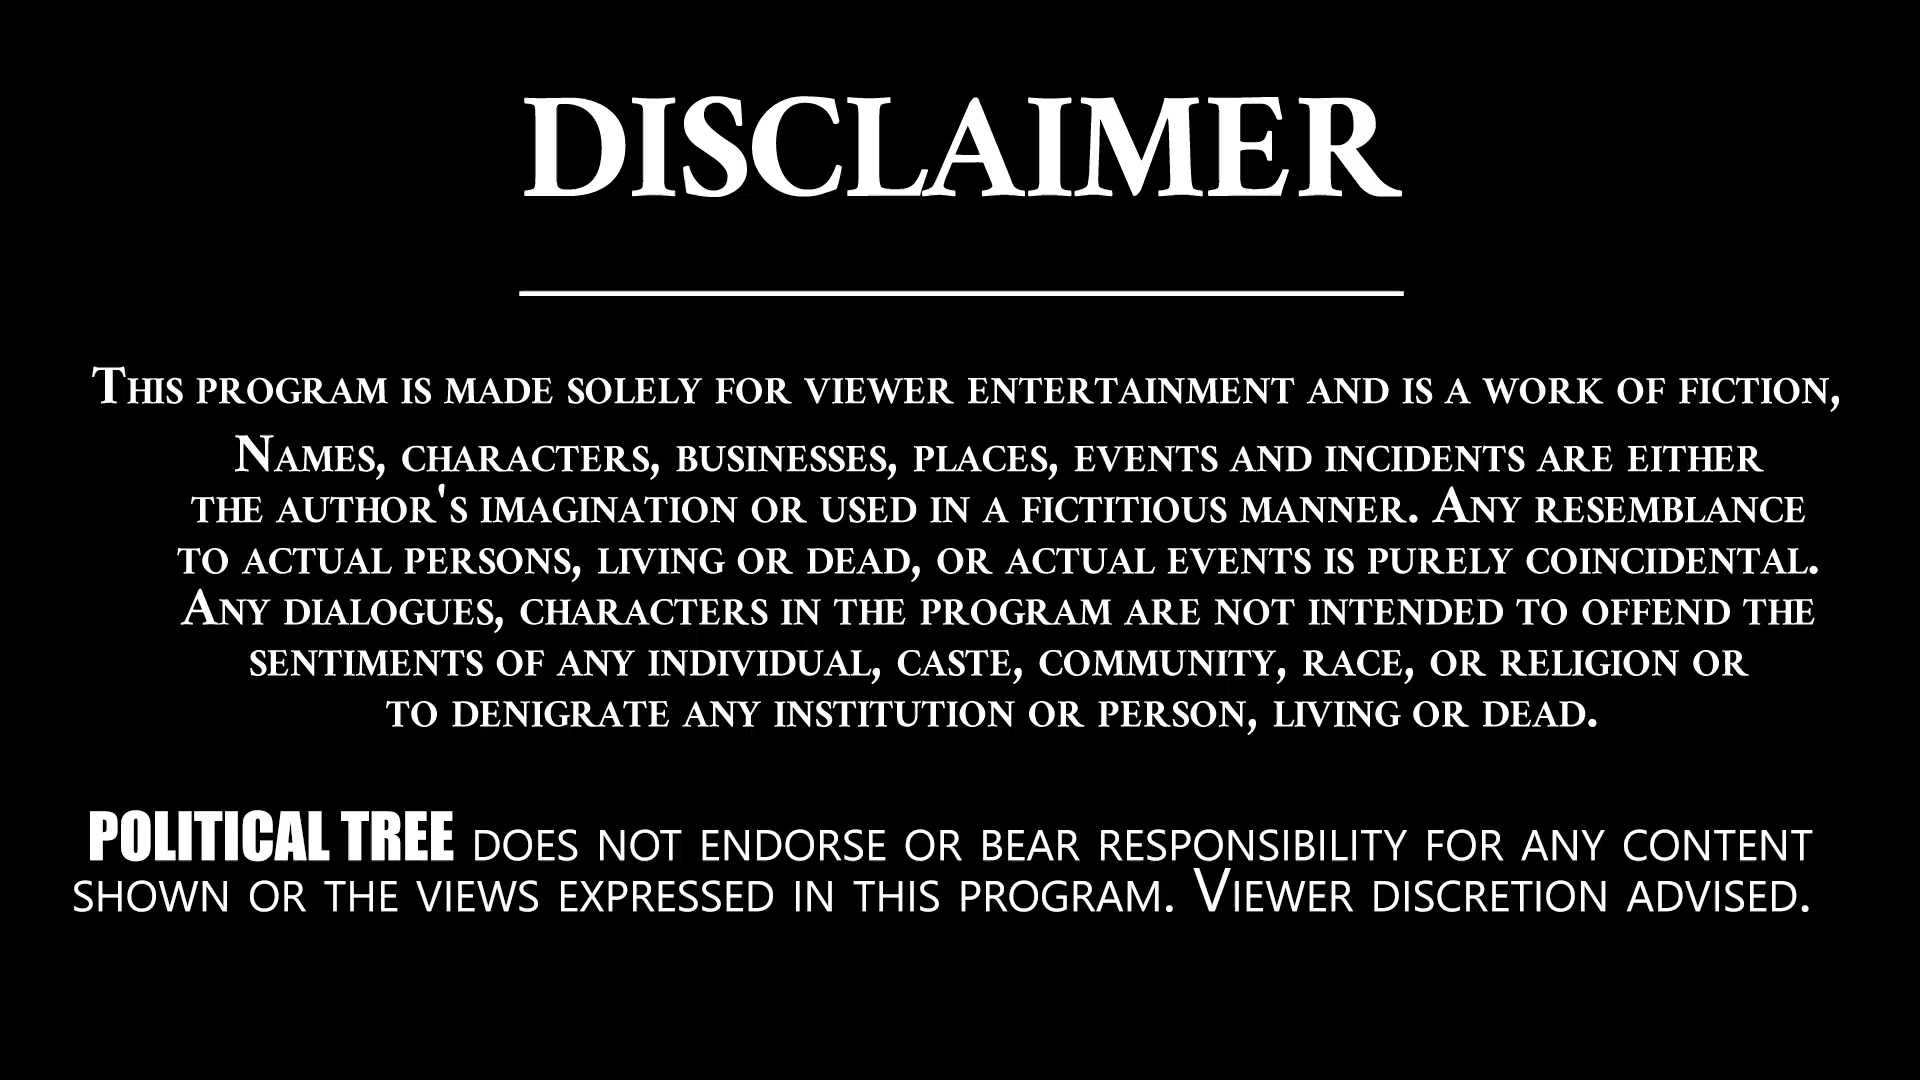 DISCLAIMER
This program is made solely for viewer entertainment and is a work of fiction,
Names, characters, businesses, places, events and incidents are either
the author's imagination or used in a fictitious manner. Any resemblance
to actual persons, living or dead, or actual events is purely coincidental.
Any dialogues, characters in the program are not intended to offend the
sentiments of any individual, caste, community, race, or religion or
to denigrate any institution or person, living or dead.
POLITICAL TREE does not endorse or bear responsibility for any content
shown or the views expressed in this program. Viewer discretion advised.